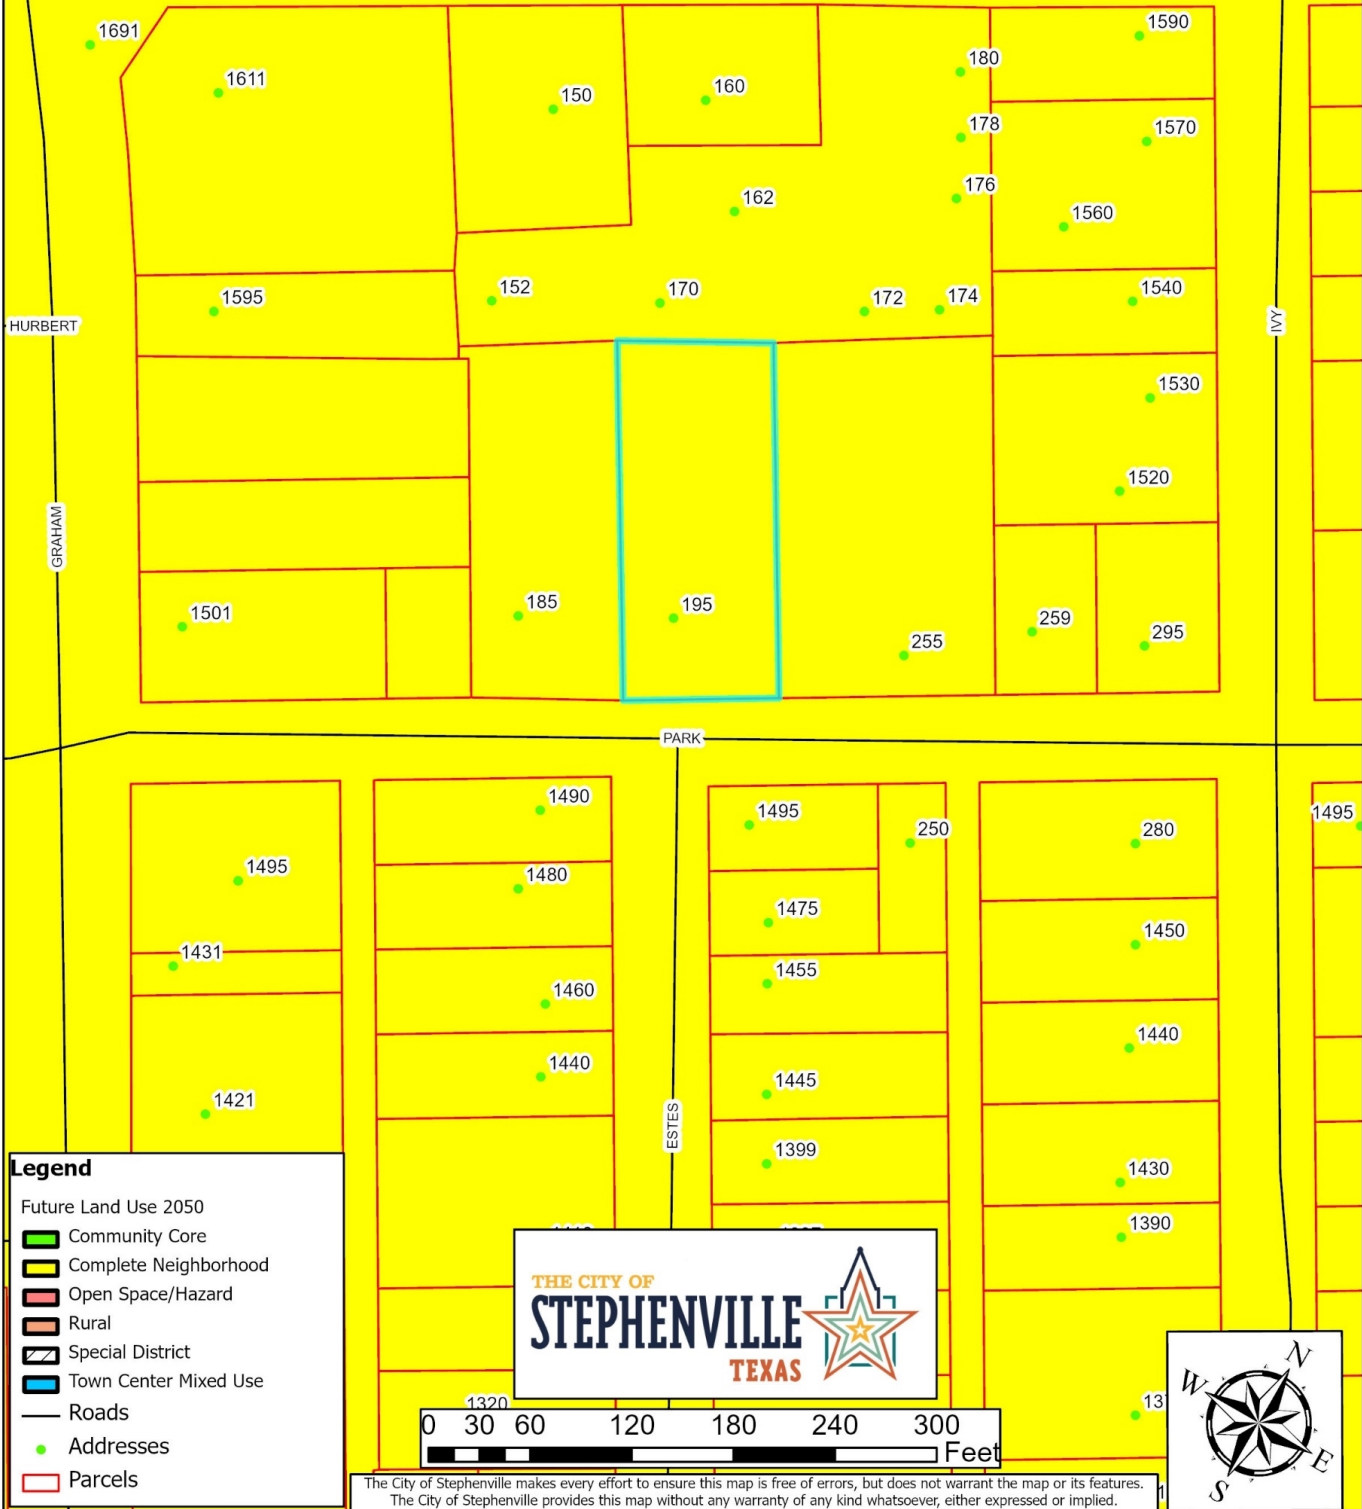 1691
1590
180
1611
160
150
178
1570
176
162
1560
152
170
172
174
1540
1595
HURBERT
IVY
1530
1520
GRAHAM
185
195
1501
259
295
255
PARK
1490
1495
250
280
1495
1495
1480
1475
1450
1431
1455
1460
1440
1440
1445
1421
ESTES
1399
1430
1390
1320
Legend
Future Land Use 2050
Community Core
Complete Neighborhood
Open Space/Hazard
Rural
Special District
Town Center Mixed Use
Roads
Addresses
Parcels
THE CITY OF
STEPHENVILLE
TEXAS
0 30 60 120 180 240 300
Feet
N
W
E
S
The City of Stephenville makes every effort to ensure this map is free of errors, but does not warrant the map or its features.
The City of Stephenville provides this map without any warranty of any kind whatsoever, either expressed or implied.